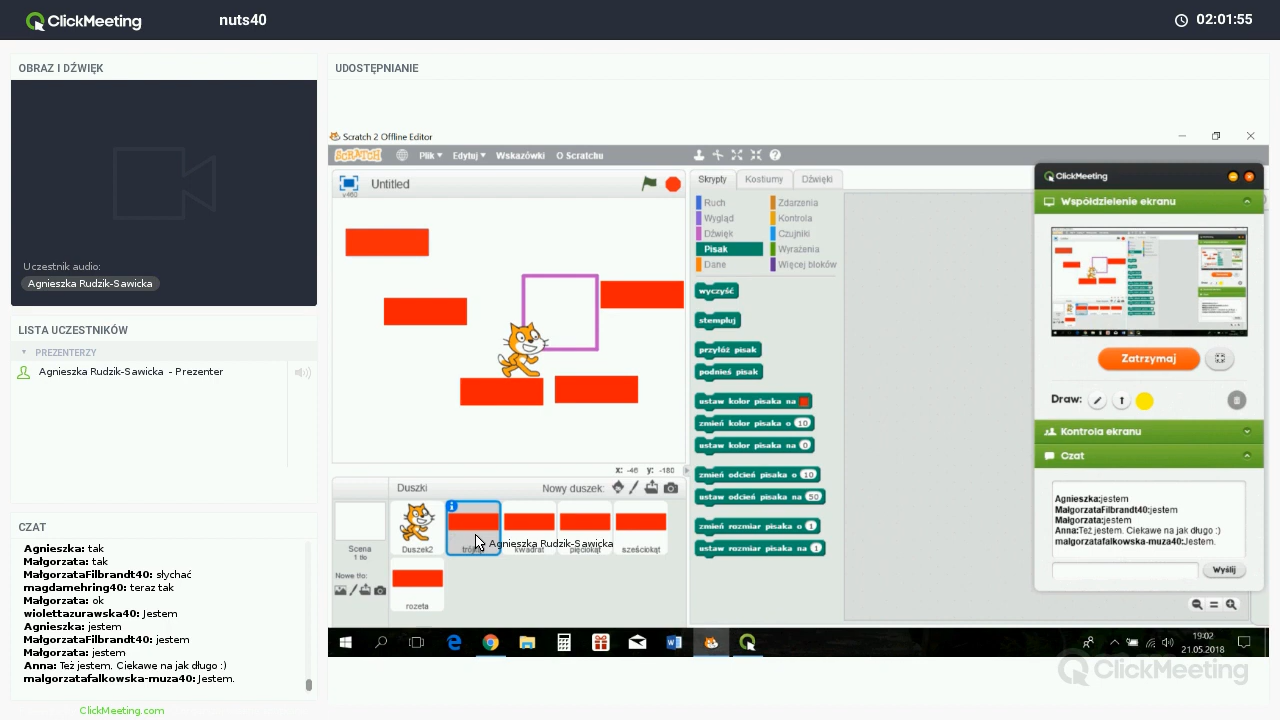 ClickMeeting
nuts40
02:01:55
OBRAZ I DŹWIĘK
Uczestnik audio:
Agnieszka Rudzik-Sawicka
LISTA UCZESTNIKÓW
PREZENTERZY
Agnieszka Rudzik-Sawicka - Prezenter
CZAT
Agnieszka: tak
Małgorzata: tak
MałgorzataFilbrandt40: słychać
magdamehring40: teraz tak
Małgorzata: ok
wiolettazurawska40: Jestem
Agnieszka: jestem
MałgorzataFilbrandt40: jestem
Małgorzata: jestem
Anna: Też jestem. Ciekawe na jak długo :)
malgorzatafalkowska-muza40: Jestem.
ClickMeeting.com
UDOSTĘPNIANIE
Scratch 2 Offline Editor
SCRATCH
Plik
Edytuj
Wskazówki
O Scratchu
v460
Untitled
x: -46 y: -180
Duszki
Nowy duszek:
Scena
1 tło
Nowe tło:
Duszek2
kwadrat
pięciokąt
sześciokąt
rozeta
Agnieszka Rudzik-Sawicka
Skrypty
Kostiumy
Dźwięki
Ruch
Wygląd
Dźwięk
Pisak
Dane
Zdarzenia
Kontrola
Czujniki
Wyrażenia
Więcej bloków
wyczyść
stempluj
przyłóż pisak
podnieś pisak
ustaw kolor pisaka na
zmień kolor pisaka o 10
ustaw kolor pisaka na 0
zmień odcień pisaka o 10
ustaw odcień pisaka na 50
zmień rozmiar pisaka o 1
ustaw rozmiar pisaka na 1
ClickMeeting
Współdzielenie ekranu
Zatrzymaj
Draw:
Kontrola ekranu
Czat
Agnieszka:jestem
MałgorzataFilbrandt40:jestem
Małgorzata:jestem
Anna:Też jestem. Ciekawe na jak długo :)
malgorzatafalkowska-muza40:Jestem.
Wyślij
19:02
21.05.2018
ClickMeeting